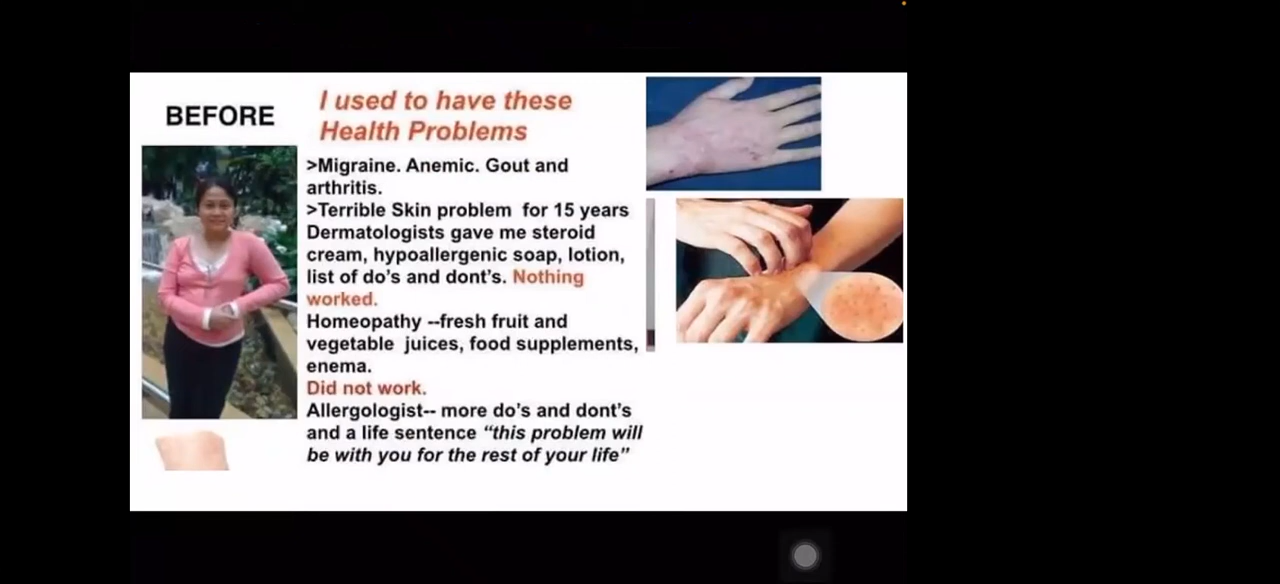 BEFORE
I used to have these
Health Problems
>Migraine. Anemic. Gout and
arthritis.
>Terrible Skin problem for 15 years
Dermatologists gave me steroid
cream, hypoallergenic soap, lotion,
list of do's and dont's. Nothing
worked.
Homeopathy --fresh fruit and
vegetable juices, food supplements,
enema.
Did not work.
Allergologist-- more do's and dont's
and a life sentence “this problem will
be with you for the rest of your life”